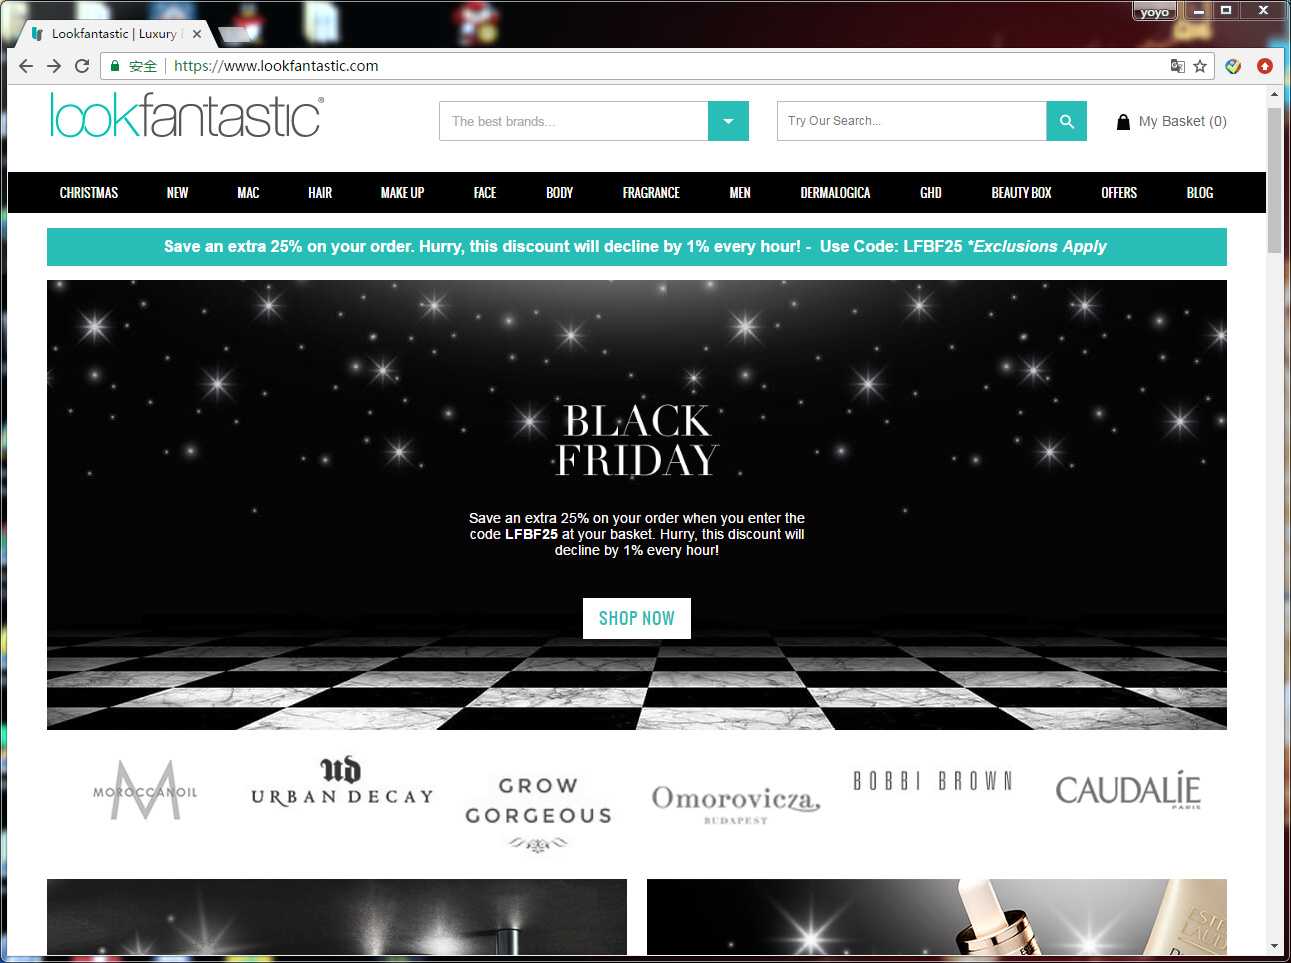 yoyo
Lookfantastic | Luxury
安全 https://www.lookfantastic.com
lookfantastic®
The best brands...
Try Our Search...
My Basket (0)
CHRISTMAS NEW MAC HAIR MAKE UP FACE BODY FRAGRANCE MEN DERMALOGICA GHD BEAUTY BOX OFFERS BLOG
Save an extra 25% on your order. Hurry, this discount will decline by 1% every hour! - Use Code: LFBF25 *Exclusions Apply
BLACK
FRIDAY
Save an extra 25% on your order when you enter the
code LFBF25 at your basket. Hurry, this discount will
decline by 1% every hour!
SHOP NOW
MOROCCANOIL
ud
URBAN DECAY
GROW
GORGEOUS
Omorovicza
BUDAPEST
BOBBI BROWN
CAUDALÍE
PARIS